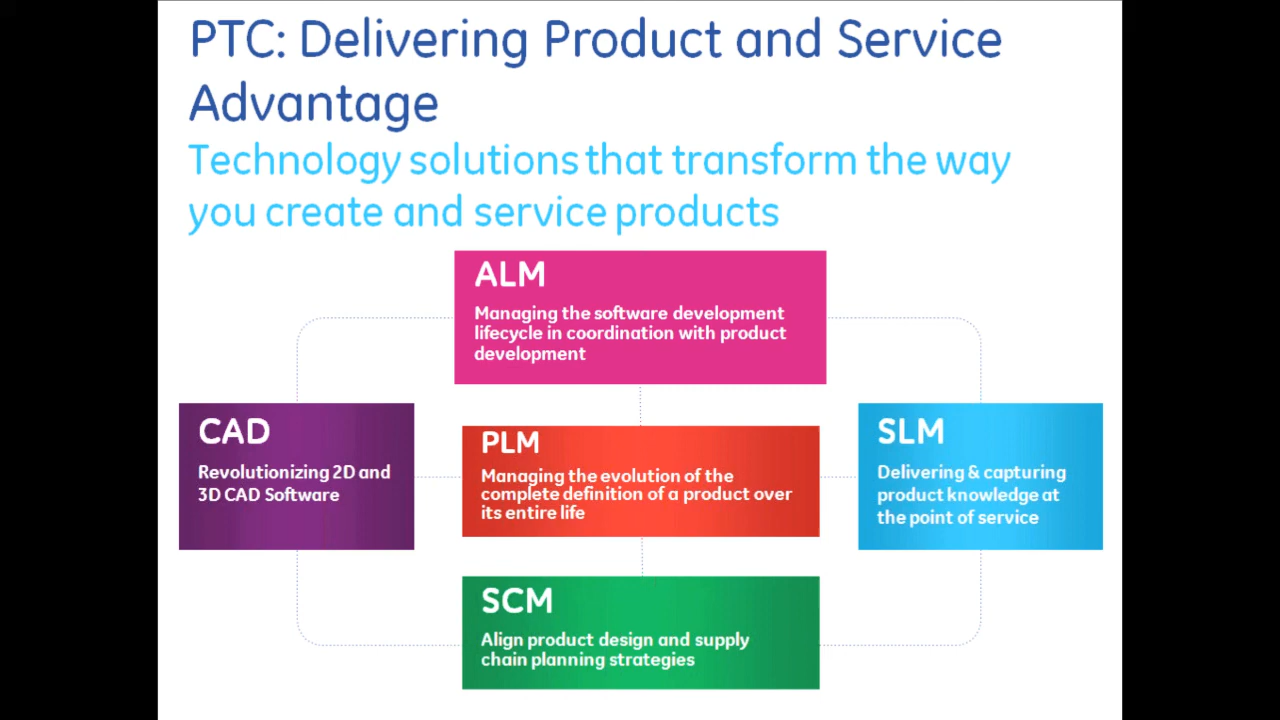 PTC: Delivering Product and Service
Advantage
Technology solutions that transform the way
you create and service products
ALM
Managing the software development
lifecycle in coordination with product
development
CAD
Revolutionizing 2D and
3D CAD Software
PLM
Managing the evolution of the
complete definition of a product over
its entire life
SLM
Delivering & capturing
product knowledge at
the point of service
SCM
Align product design and supply
chain planning strategies